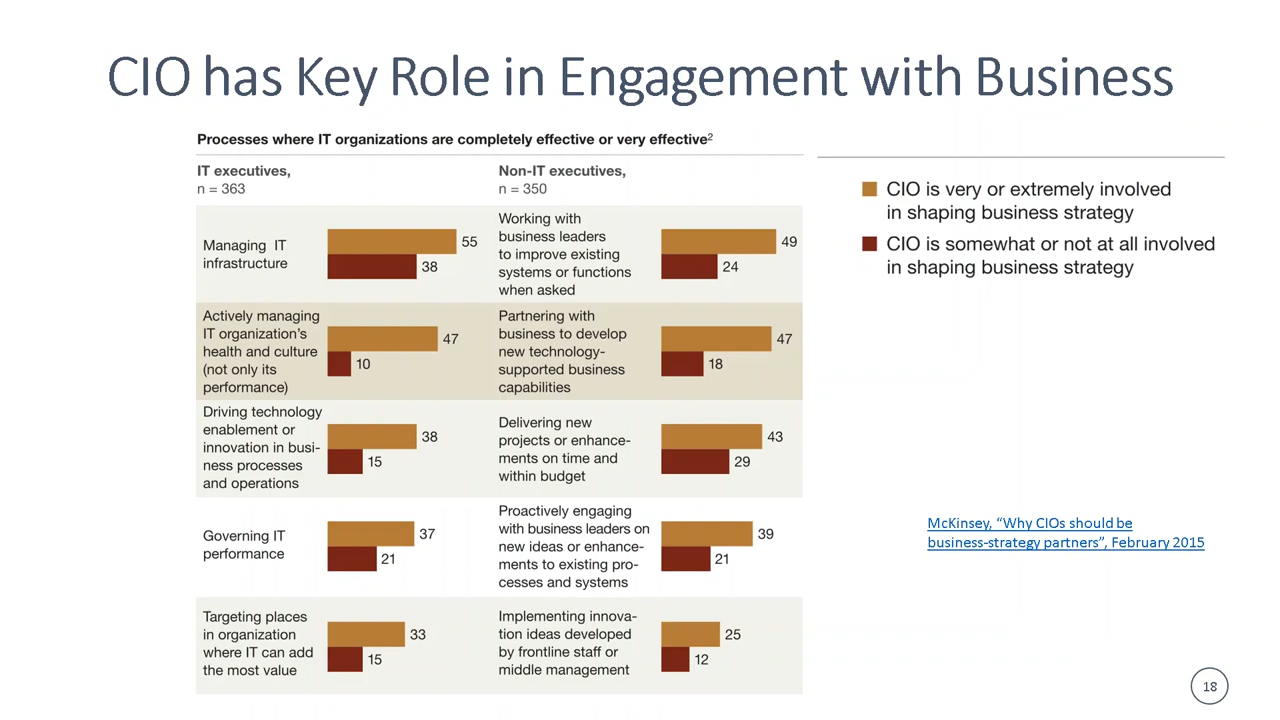 CIO has Key Role in Engagement with Business
Processes where IT organizations are completely effective or very effective2
IT executives,
n = 363
Non-IT executives,
n = 350
CIO is very or extremely involved
in shaping business strategy
CIO is somewhat or not at all involved
in shaping business strategy
Managing IT
infrastructure
55
38
Working with
business leaders
to improve existing
systems or functions
when asked
49
24
Actively managing
IT organization's
health and culture
(not only its
performance)
47
10
Partnering with
business to develop
new technology-
supported business
capabilities
47
18
Driving technology
enablement or
innovation in busi-
ness processes
and operations
38
15
Delivering new
projects or enhance-
ments on time and
within budget
43
29
Governing IT
performance
37
21
Proactively engaging
with business leaders on
new ideas or enhance-
ments to existing pro-
cesses and systems
39
21
Targeting places
in organization
where IT can add
the most value
33
15
Implementing innova-
tion ideas developed
by frontline staff or
middle management
25
12
McKinsey, “Why CIOs should be
business-strategy partners”, February 2015
18